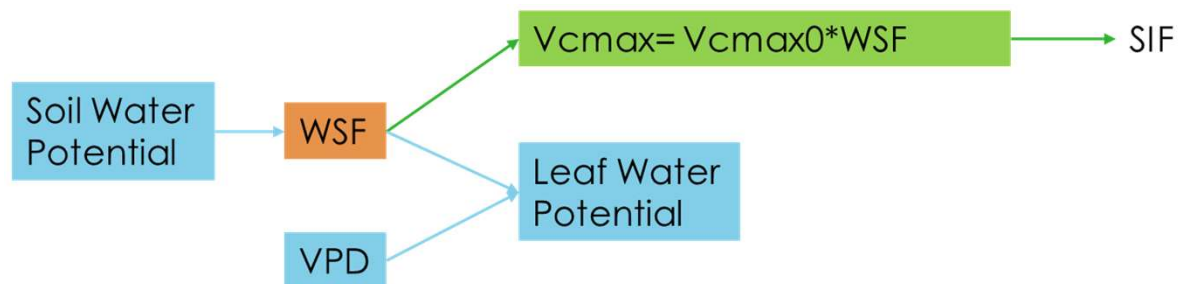 Vcmax= Vcmax0*WSF
SIF
Soil Water
Potential
WSF
Leaf Water
Potential
VPD